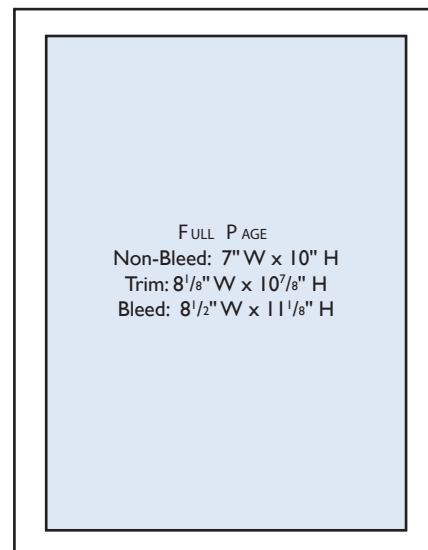 FULL PAGE
Non-Bleed: 7" W x 10" H
Trim: 8 1/8" W x 10 7/8" H
Bleed: 8 1/2" W x 11 1/8" H